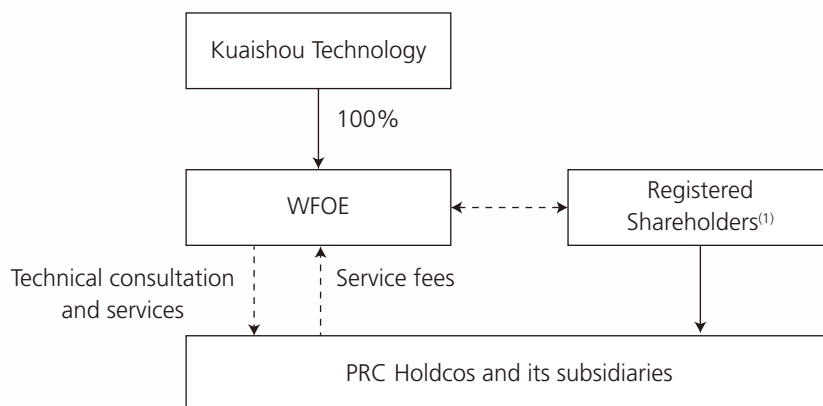 Kuaishou Technology
100%
WFOE
Registered
Shareholders(1)
Technical consultation
and services
Service fees
PRC Holdcos and its subsidiaries